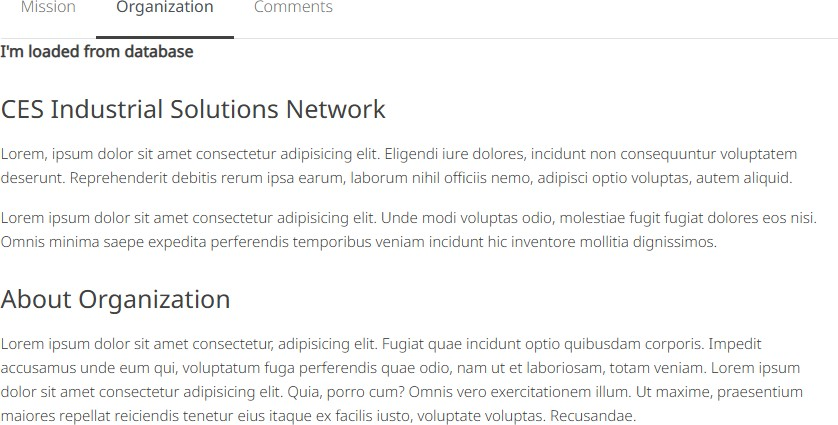 Mission Organization Comments
I'm loaded from database
CES Industrial Solutions Network
Lorem, ipsum dolor sit amet consectetur adipisicing elit. Eligendi iure dolores, incidunt non consequuntur voluptatem
deserunt. Reprehenderit debitis rerum ipsa earum, laborum nihil officiis nemo, adipisci optio voluptas, autem aliquid.
Lorem ipsum dolor sit amet consectetur adipisicing elit. Unde modi voluptas odio, molestiae fugit fugiat dolores eos nisi.
Omnis minima saepe expedita perferendis temporibus veniam incidunt hic inventore mollitia dignissimos.
About Organization
Lorem ipsum dolor sit amet consectetur, adipisicing elit. Fugiat quae incidunt optio quibusdam corporis. Impedit
accusamus unde eum qui, voluptatum fuga perferendis quae odio, nam ut et laboriosam, totam veniam. Lorem ipsum
dolor sit amet consectetur adipisicing elit. Quia, porro cum? Omnis vero exercitationem illum. Ut maxime, praesentium
maiores repellat reiciendis tenetur eius itaque ex facilis iusto, voluptate voluptas. Recusandae.